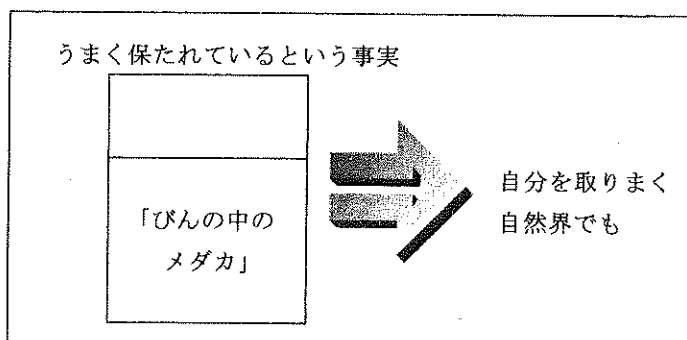 うまく保たれているという事実
「びんの中の
メダカ」
自分を取りまく
自然界でも